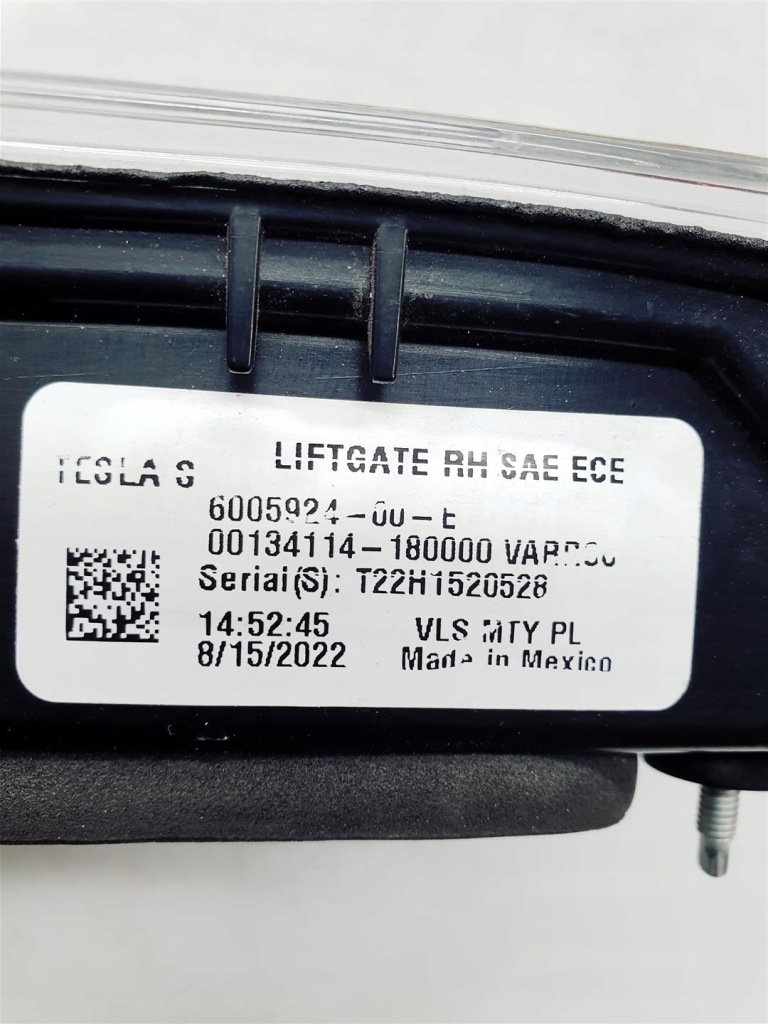 TESLA S LIFTGATE RH SAE ECE
6005924-00-E
00134114-180000 VARROC
Serial(S): T22H1520528
14:52:45 VLS MTY PL
8/15/2022 Made in Mexico